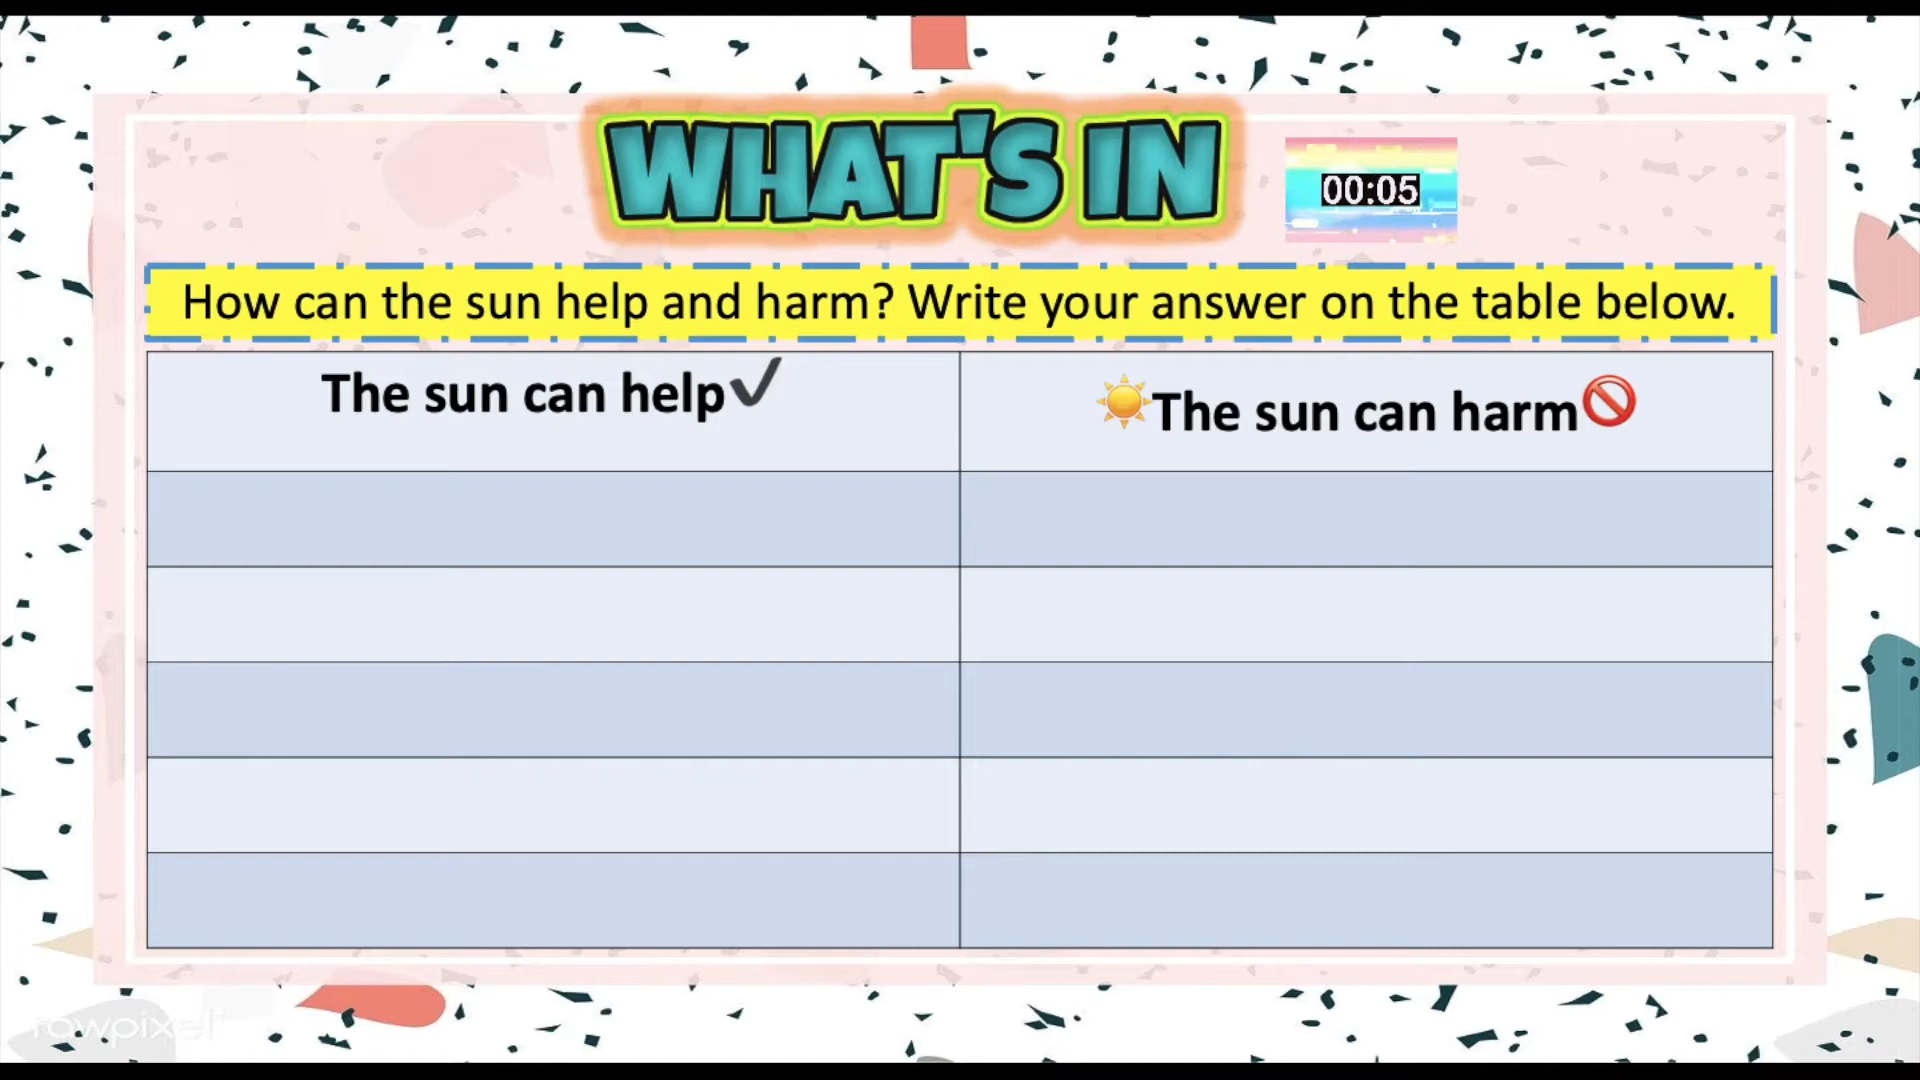 WHAT'S IN
00:05
How can the sun help and harm? Write your answer on the table below.
The sun can help✔
☀️The sun can harm🚫
rawpixel